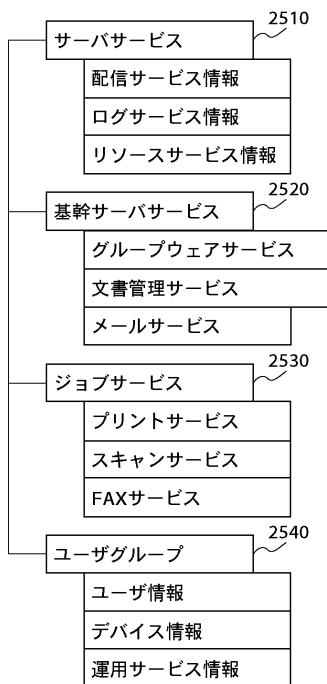 2510
サーバサービス
配信サービス情報
ログサービス情報
リソースサービス情報
2520
基幹サーバサービス
グループウェアサービス
文書管理サービス
メールサービス
2530
ジョブサービス
プリントサービス
スキャンサービス
FAXサービス
2540
ユーザグループ
ユーザ情報
デバイス情報
運用サービス情報